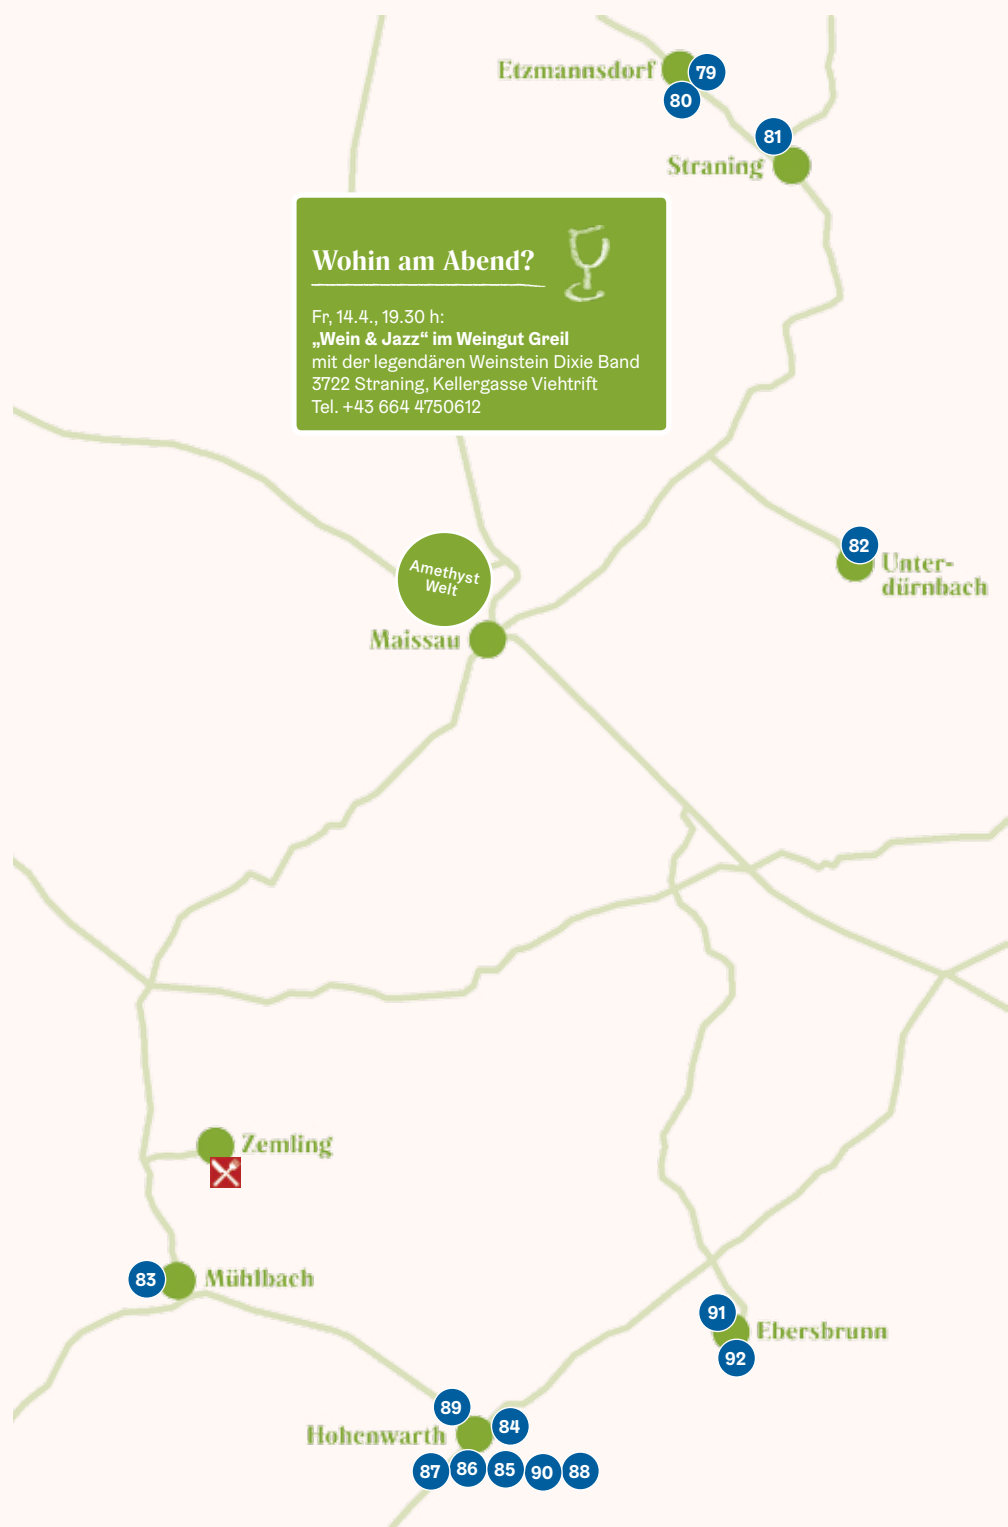 Etzmannsdorf
79
80
81
Straning
Wohin am Abend?
Fr, 14.4., 19.30 h:
„Wein & Jazz“ im Weingut Greil
mit der legendären Weinstein Dixie Band
3722 Straning, Kellergasse Viehtrift
Tel. +43 664 4750612
82
Unter-
dürnbach
Amethyst
Welt
Maissau
Zemling
83
Mühlbach
91
Ebersbrunn
92
89
84
Hohenwarth
87
86
85
90
88